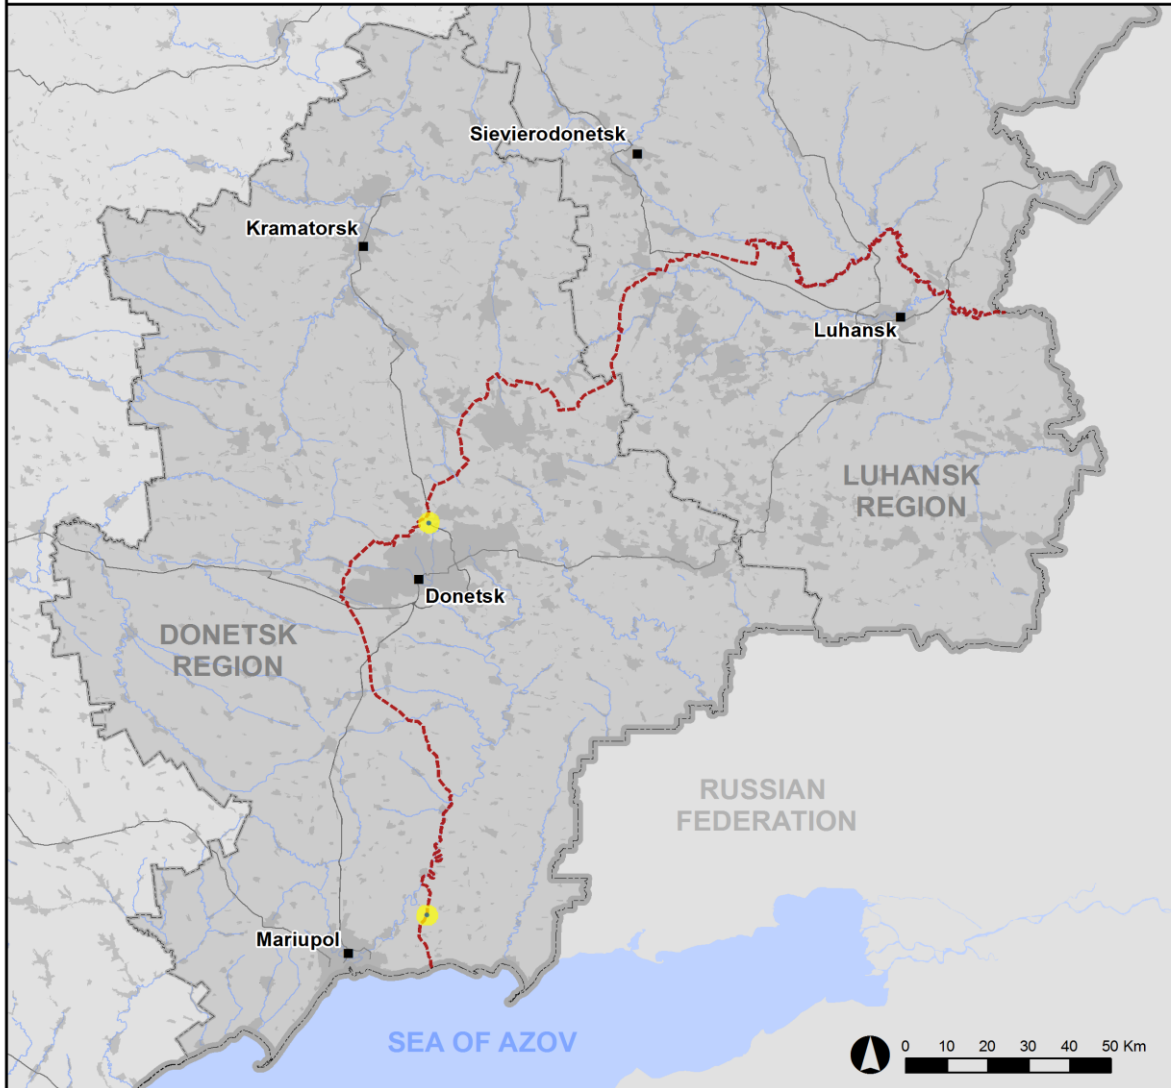 Sievierodonetsk
Kramatorsk
Luhansk
LUHANSK
REGION
Donetsk
DONETSK
REGION
RUSSIAN
FEDERATION
Mariupol
SEA OF AZOV
0 10 20 30 40 50 Km